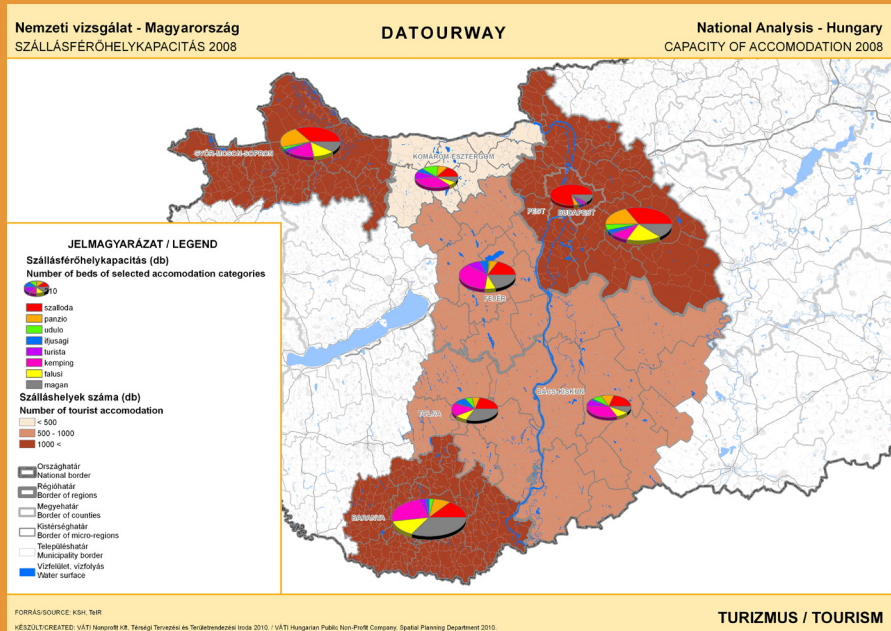 Nemzeti vizsgálat - Magyarország
SZÁLLÁSFÉRŐHELYKAPACITÁS 2008
DATOURWAY
National Analysis - Hungary
CAPACITY OF ACCOMODATION 2008
GYŐR-MOSON-SOPRON
KOMÁROM-ESZTERGOM
PEST
BUDAPEST
FEJÉR
BÁCS-KISKUN
TOLNA
BARANYA
JELMAGYARÁZAT / LEGEND
Szállásférőhelykapacitás (db)
Number of beds of selected accomodation categories
szalloda
panzio
udulo
ifjusagi
turista
kemping
falusi
magan
Szálláshelyek száma (db)
Number of tourist accomodation
< 500
500 - 1000
1000 <
Országhatár
National border
Régióhatár
Border of regions
Megyehatár
Border of counties
Kistérséghatár
Border of micro-regions
Településhatár
Municipality border
Vízfelület, vízfolyás
Water surface
FORRÁS/SOURCE: KSH, TeIR
KÉSZÜLT/CREATED: VÁTI Nonprofit Kft. Térségi Tervezési és Területrendezési Iroda 2010. / VÁTI Hungarian Public Non-Profit Company, Spatial Planning Department 2010.
TURIZMUS / TOURISM